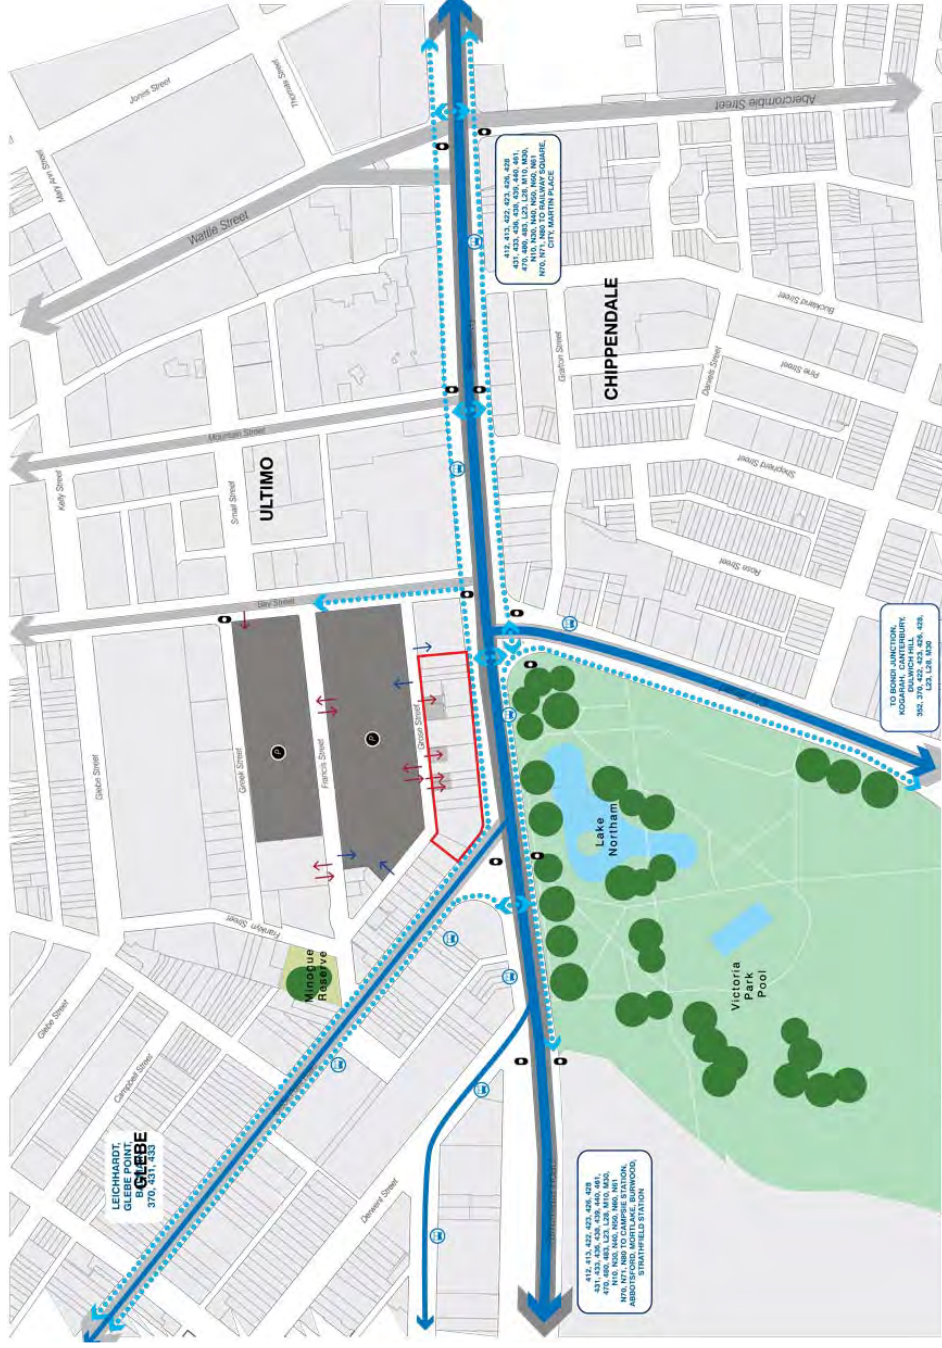 Jones Street
Thomas Street
Mary Ann Street
Abercrombie Street
Wattle Street
412, 413, 422, 423, 426, 428
431, 433, 436, 438, 439, 440, 461,
470, 480, 483, L23, L28, M10, M30,
N10, N30, N40, N50, N60, N61
N70, N71, N80 TO RAILWAY SQUARE,
CITY, MARTIN PLACE
Buckland Street
CHIPPENDALE
Grafton Street
Daniels Street
Pine Street
Mountain Street
Shepherd Street
Kelly Street
Small Street
ULTIMO
Rose Street
Bay Street
TO BONDI JUNCTION,
KOGARAH, CANTERBURY,
DULWICH HILL
352, 370, 422, 423, 426, 428,
L23, L28, M30
Grose Street
P
P
Glebe Street
Greek Street
Francis Street
Lake
Northam
Franklyn Street
Minogue
Reserve
Victoria
Park
Pool
Glebe Street
Campbell Street
LEICHHARDT,
GLEBE POINT,
370, 431, 433
GLEBE
Derwent Street
412, 413, 422, 423, 426, 428
431, 433, 436, 438, 439, 440, 461,
470, 480, 483, L23, L28, M10, M30,
N10, N30, N40, N50, N60, N61
N70, N71, N80 TO CAMPSIE STATION,
ABBOTSFORD, MORTLAKE, BURWOOD,
STRATHFIELD STATION